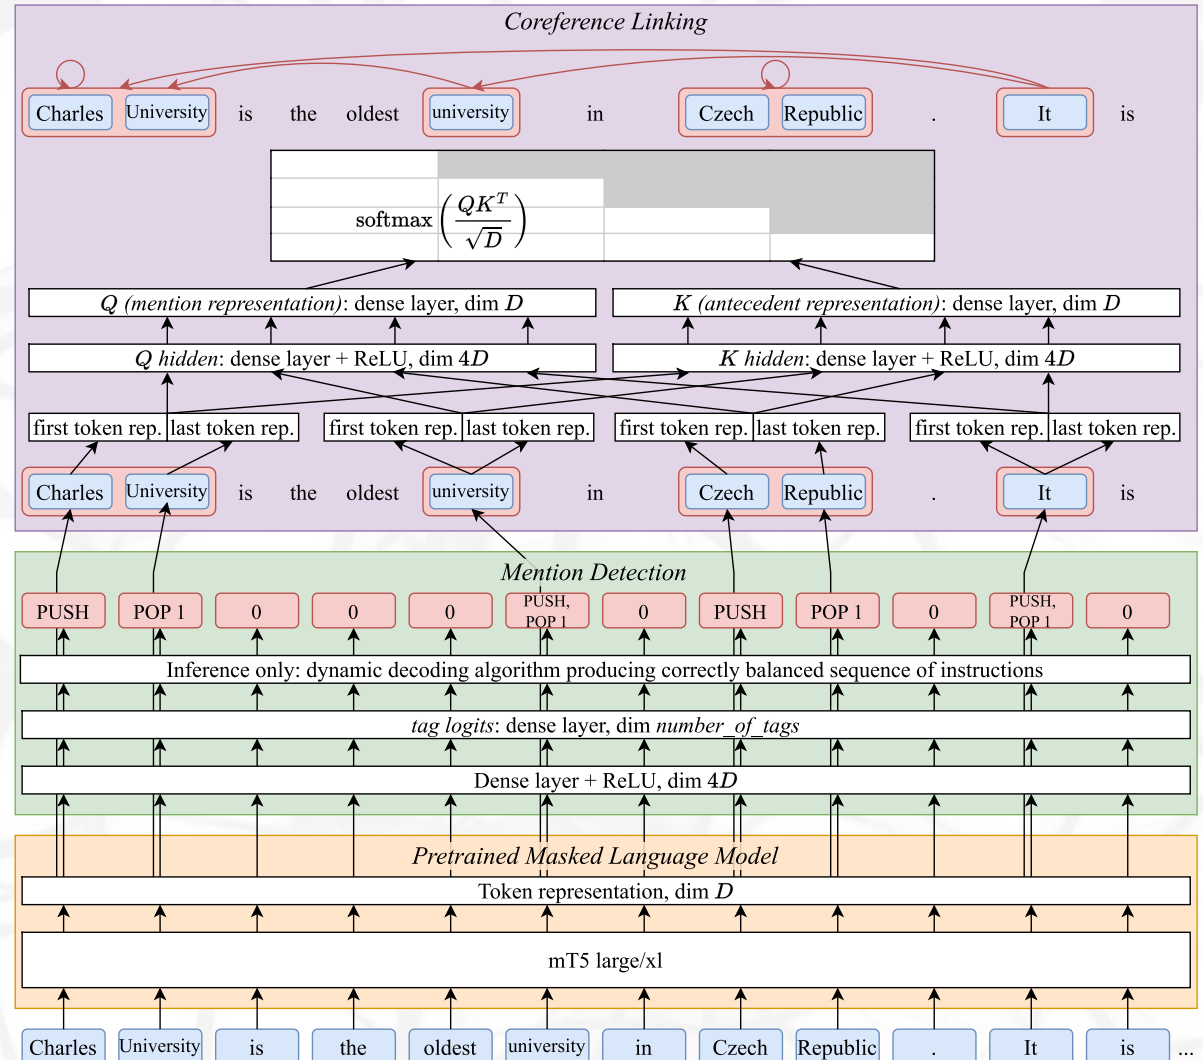 Coreference Linking
Charles University is the oldest university in Czech Republic . It is
softmax(QK^T/√D)
Q (mention representation): dense layer, dim D K (antecedent representation): dense layer, dim D
Q hidden: dense layer + ReLU, dim 4D K hidden: dense layer + ReLU, dim 4D
first token rep. last token rep. first token rep. last token rep. first token rep. last token rep. first token rep. last token rep.
Charles University is the oldest university in Czech Republic . It is
Mention Detection
PUSH POP 1 0 0 0 PUSH, POP 1 0 PUSH POP 1 0 PUSH, POP 1 0
Inference only: dynamic decoding algorithm producing correctly balanced sequence of instructions
tag logits: dense layer, dim number_of_tags
Dense layer + ReLU, dim 4D
Pretrained Masked Language Model
Token representation, dim D
mT5 large/xl
Charles University is the oldest university in Czech Republic . It is ...